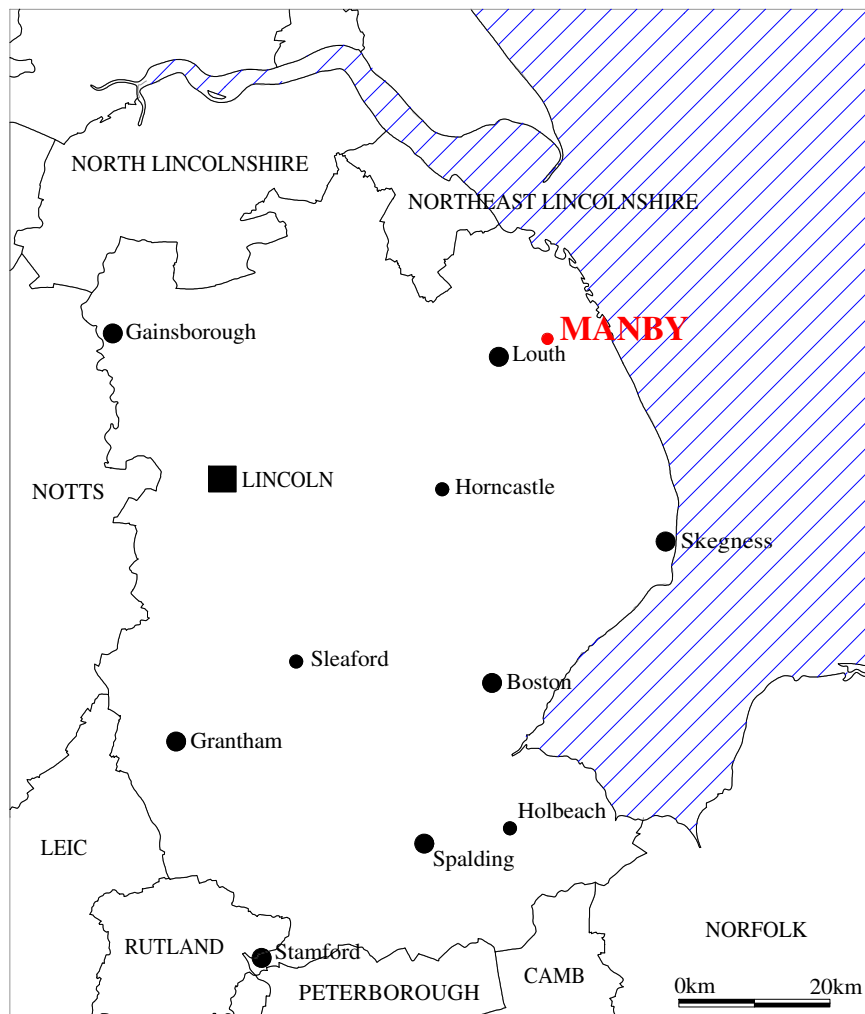 NORTH LINCOLNSHIRE
NORTHEAST LINCOLNSHIRE
MANBY
Gainsborough
Louth
LINCOLN
Horncastle
NOTTS
Skegness
Sleaford
Boston
Grantham
Holbeach
LEIC
Spalding
NORFOLK
RUTLAND
Stamford
CAMB
PETERBOROUGH
0km
20km